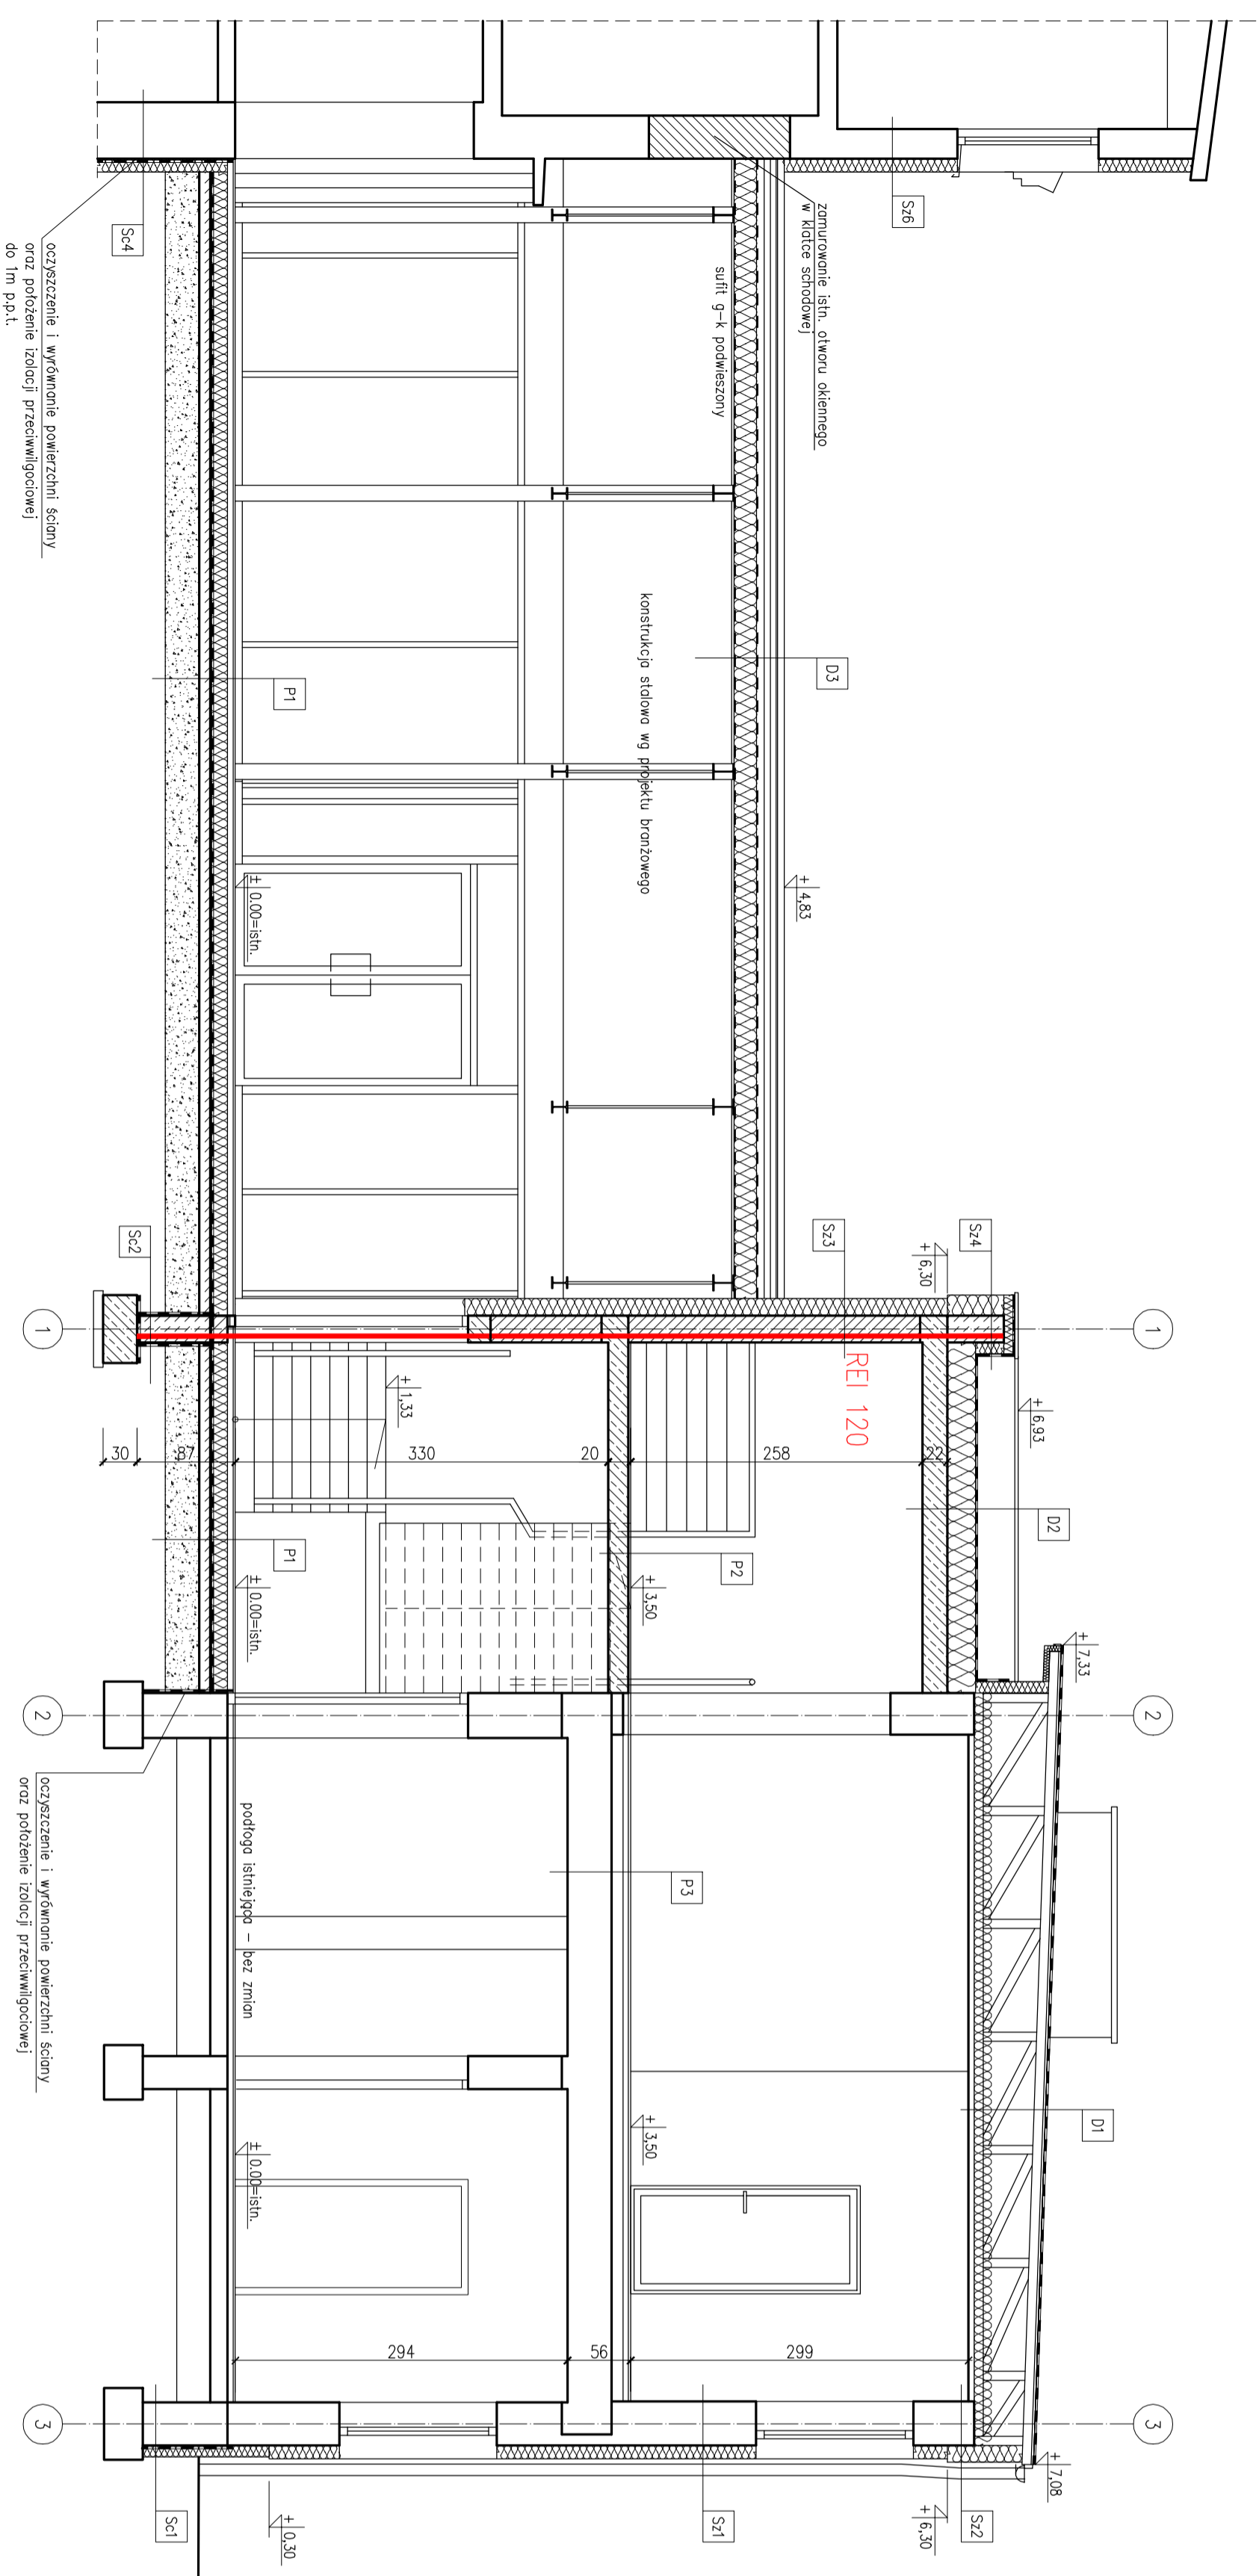 Sz6
zamurowanie istn. otworu okiennego
w klatce schodowej
sufit g-k podwieszony
Sc4
oczyszczenie i wyrównanie powierzchni ściany
oraz położenie izolacji przeciwwilgociowej
do 1m p.p.t.
D3
konstrukcja stalowa wg projektu branżowego
P1
+ 4,83
± 0.00=istn.
Sz4
+ 6,30
Sz3
Sc2
1
1
REI 120
+ 6,93
+ 1,33
30
87
330
20
258
22
D2
P2
P1
+ 3,50
± 0.00=istn.
+ 7,33
2
2
oczyszczenie i wyrównanie powierzchni ściany
oraz położenie izolacji przeciwwilgociowej
podłoga istniejąca - bez zmian
P3
D1
+ 3,50
± 0.00=istn.
294
56
299
3
3
+ 7,08
Sz2
+ 6,30
Sz1
+ 0,30
Sc1